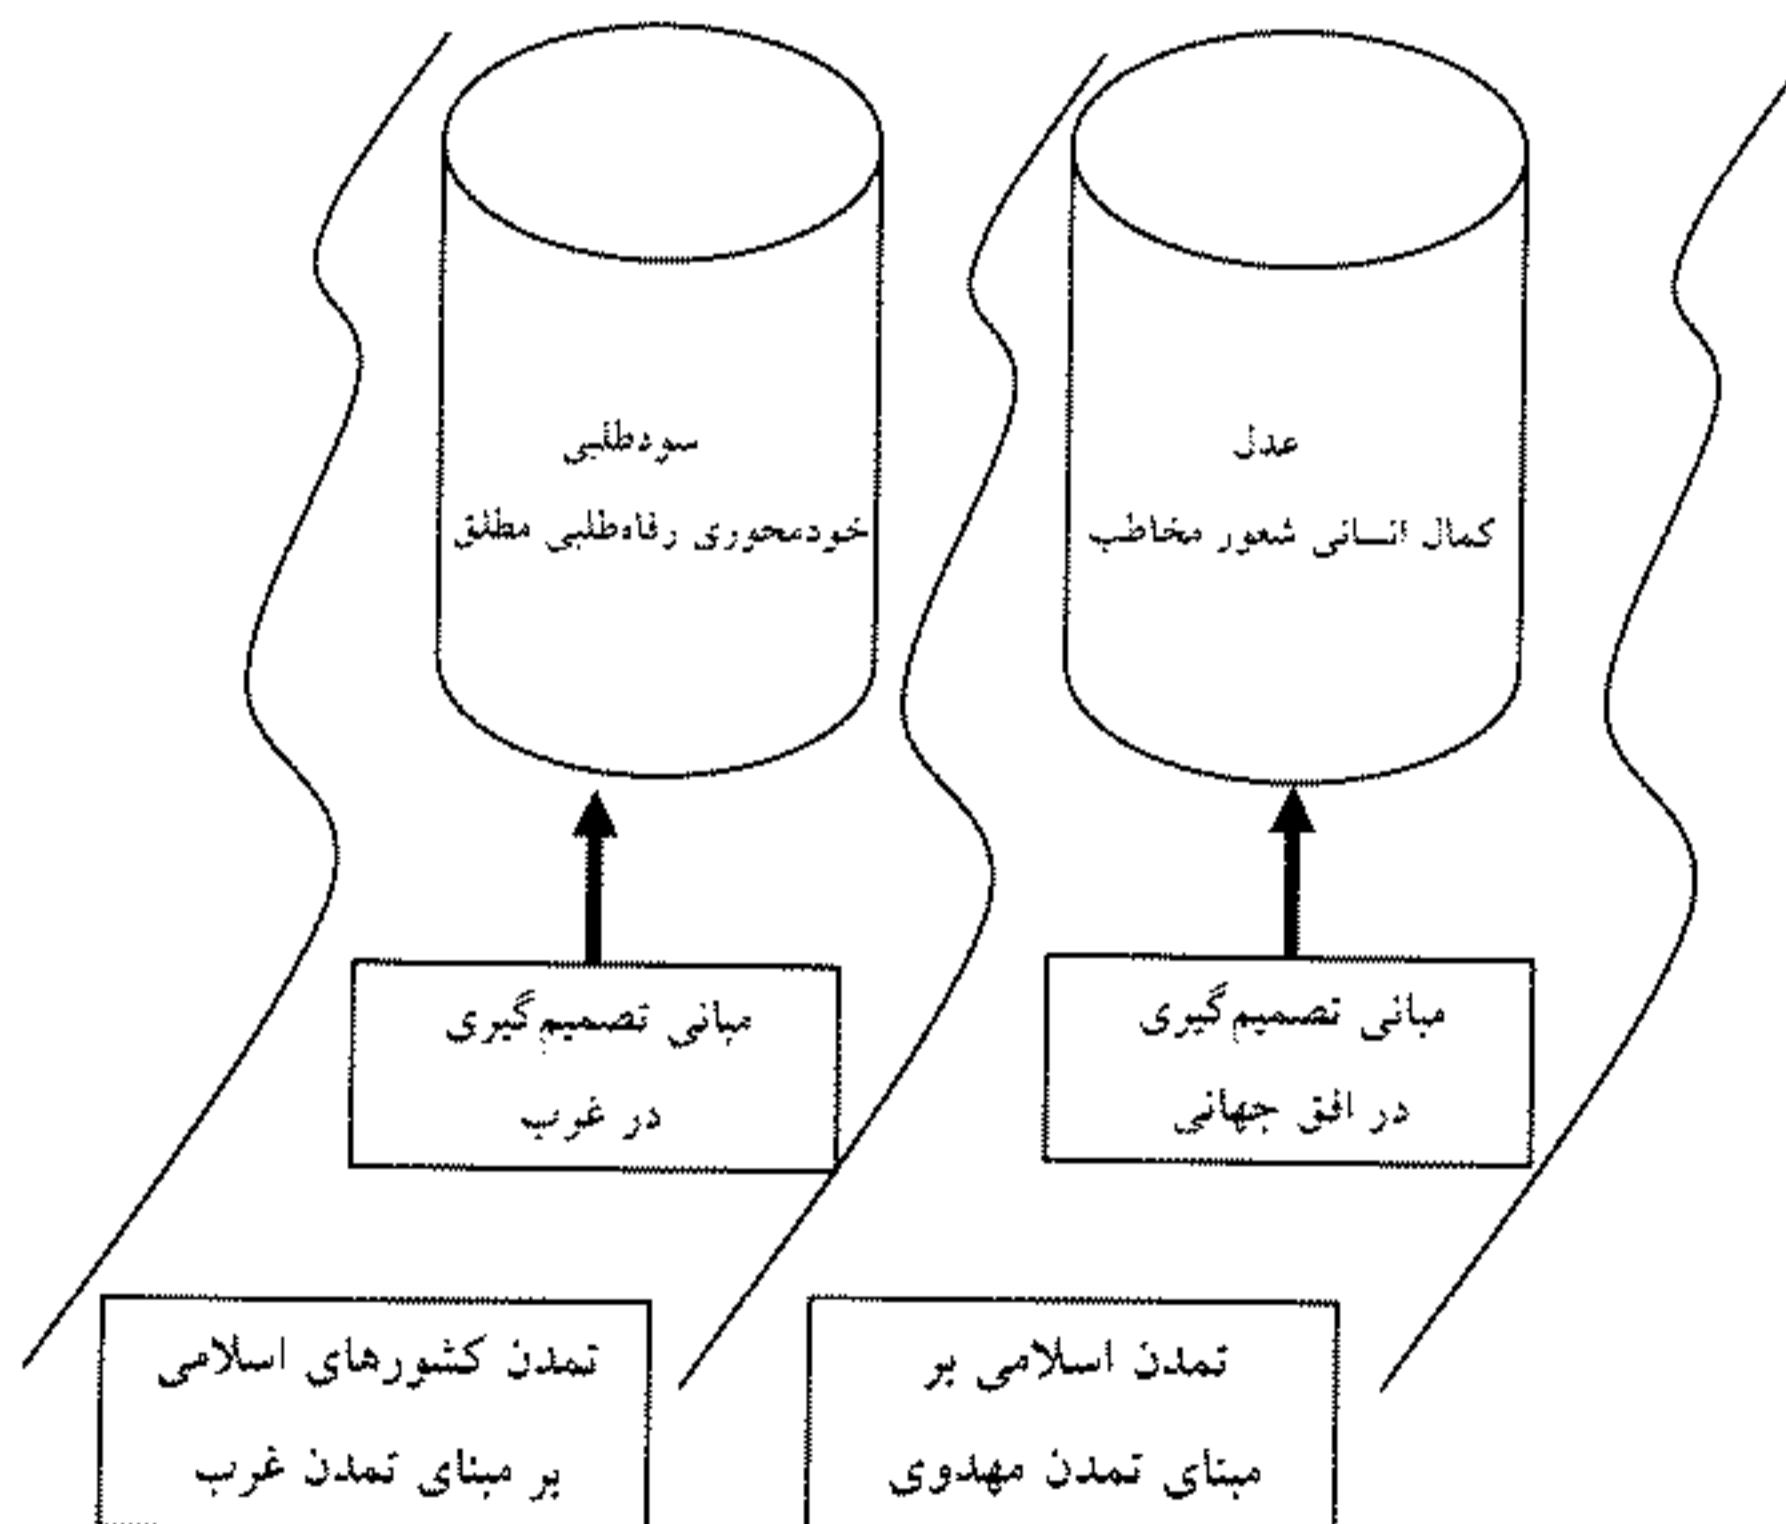 عدل
کمال انسانی شعور مخاطب
سودطلبی
خودمحوری رفاه‌طلبی مطلق
مبانی تصمیم‌گیری
در افق جهانی
مبانی تصمیم‌گیری
در غرب
تمدن اسلامی بر
مبنای تمدن مهدوی
تمدن کشورهای اسلامی
بر مبنای تمدن غرب